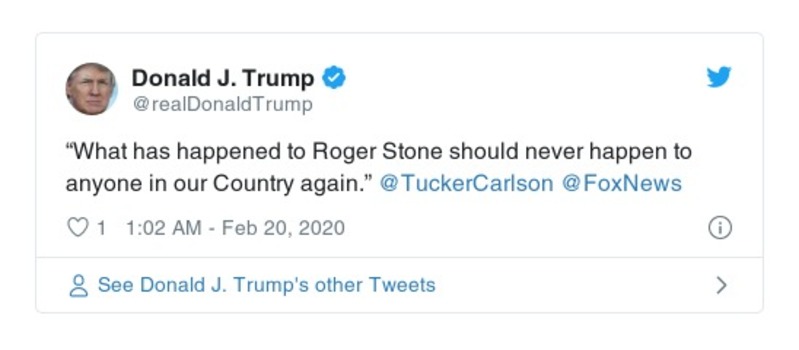 Donald J. Trump
@realDonaldTrump
“What has happened to Roger Stone should never happen to
anyone in our Country again.” @TuckerCarlson @FoxNews
1 1:02 AM - Feb 20, 2020
See Donald J. Trump's other Tweets